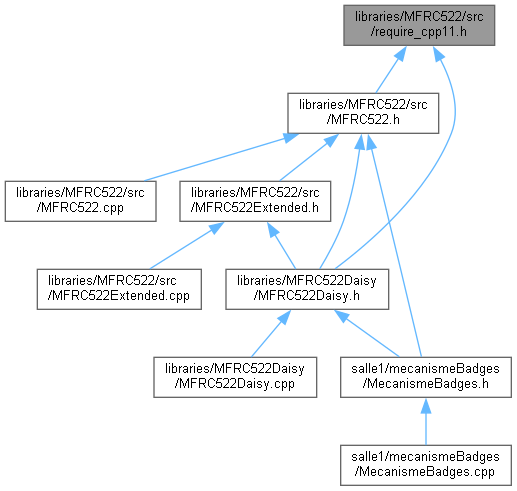 libraries/MFRC522/src
/require_cpp11.h
libraries/MFRC522/src
/MFRC522.h
libraries/MFRC522/src
/MFRC522.cpp
libraries/MFRC522/src
/MFRC522Extended.h
libraries/MFRC522/src
/MFRC522Extended.cpp
libraries/MFRC522Daisy
/MFRC522Daisy.h
libraries/MFRC522Daisy
/MFRC522Daisy.cpp
salle1/mecanismeBadges
/MecanismeBadges.h
salle1/mecanismeBadges
/MecanismeBadges.cpp